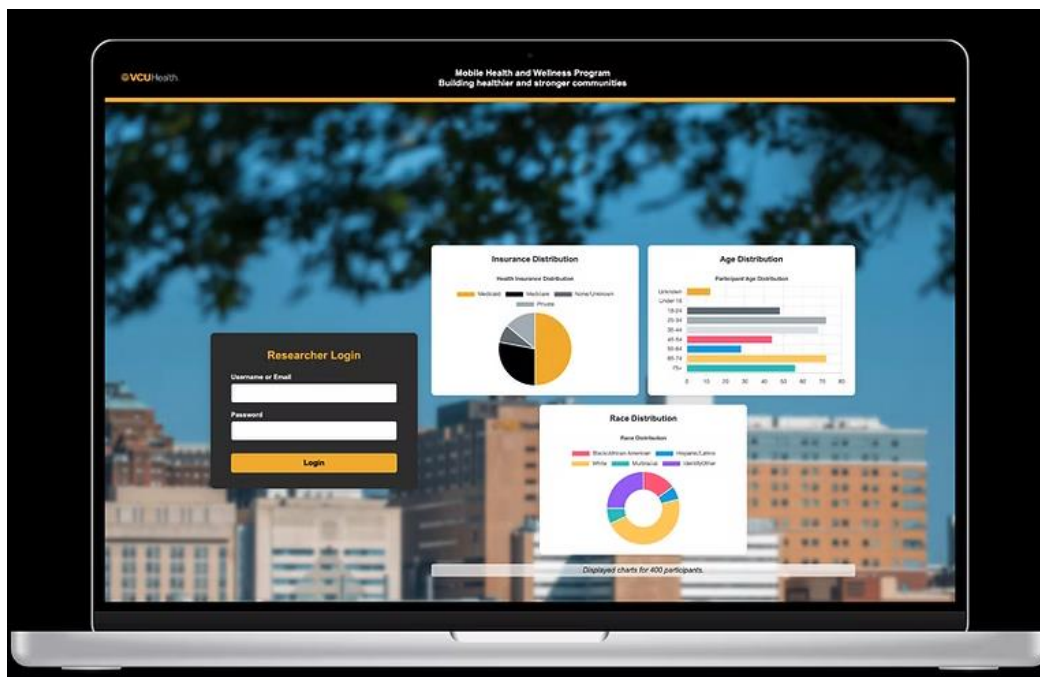 VCUHealth.
Mobile Health and Wellness Program
Building healthier and stronger communities
Researcher Login
Username or Email
Password
Login
Insurance Distribution
Health Insurance Distribution
Medicaid Medicare None/Unknown
Private
Age Distribution
Participant Age Distribution
Unknown
Under 18
18-24
25-34
35-44
45-54
55-64
65-74
75+
0 10 20 30 40 50 60 70 80
Race Distribution
Race Distribution
Black/African American Hispanic/Latino
White Multiracial Identify/Other
Displayed charts for 400 participants.